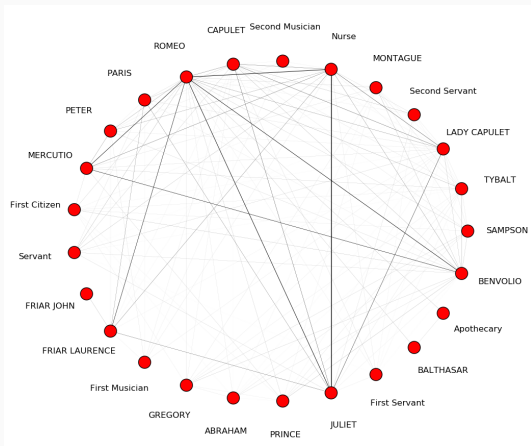 CAPULET
Second Musician
Nurse
ROMEO
MONTAGUE
PARIS
Second Servant
PETER
LADY CAPULET
MERCUTIO
TYBALT
First Citizen
SAMPSON
Servant
BENVOLIO
FRIAR JOHN
Apothecary
FRIAR LAURENCE
BALTHASAR
First Musician
First Servant
GREGORY
JULIET
ABRAHAM
PRINCE